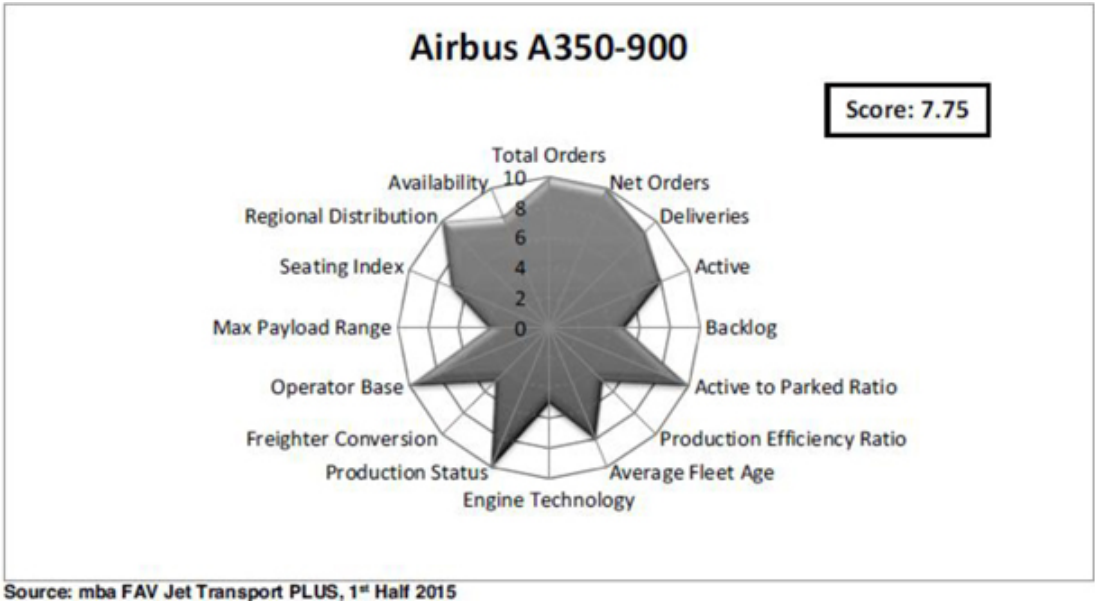 Airbus A350-900
Score: 7.75
Total Orders
Availability
10
Net Orders
Regional Distribution
8
Deliveries
6
Seating Index
4
Active
2
Max Payload Range
0
Backlog
Operator Base
Active to Parked Ratio
Freighter Conversion
Production Efficiency Ratio
Production Status
Average Fleet Age
Engine Technology
Source: mba FAV Jet Transport PLUS, 1st Half 2015